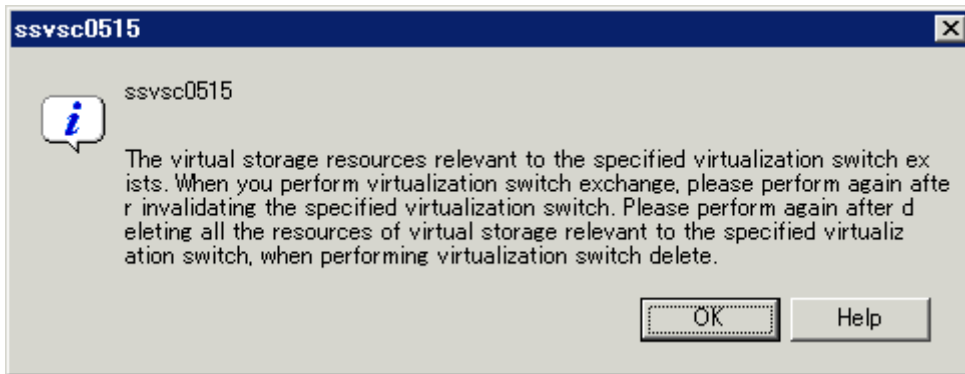 ssvsc0515
ssvsc0515
The virtual storage resources relevant to the specified virtualization switch ex
ists. When you perform virtualization switch exchange, please perform again afte
r invalidating the specified virtualization switch. Please perform again after d
eleting all the resources of virtual storage relevant to the specified virtualiz
ation switch, when performing virtualization switch delete.
OK Help